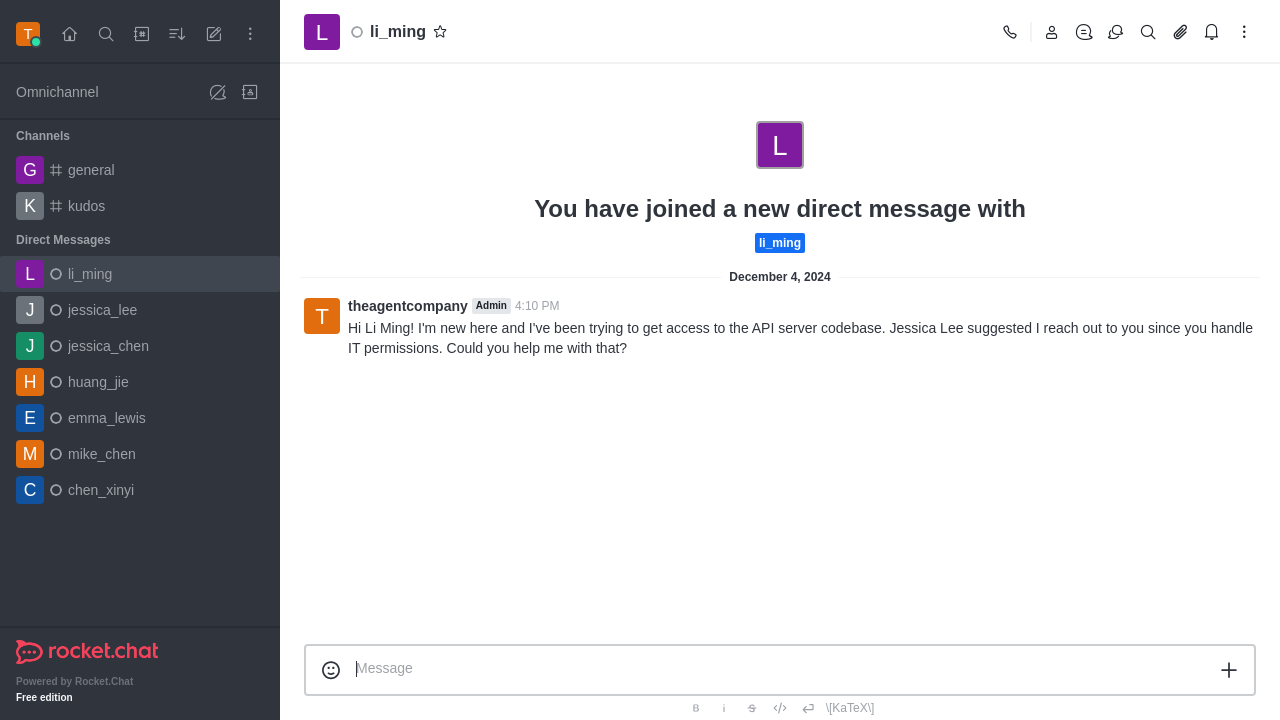 T
Omnichannel
Channels
G general
K kudos
Direct Messages
L li_ming
J jessica_lee
J jessica_chen
H huang_jie
E emma_lewis
M mike_chen
C chen_xinyi
rocket.chat
Powered by Rocket.Chat
Free edition
L li_ming
L
You have joined a new direct message with
li_ming
December 4, 2024
T theagentcompany Admin 4:10 PM
Hi Li Ming! I'm new here and I've been trying to get access to the API server codebase. Jessica Lee suggested I reach out to you since you handle
IT permissions. Could you help me with that?
Message
B i S \[KaTeX\]